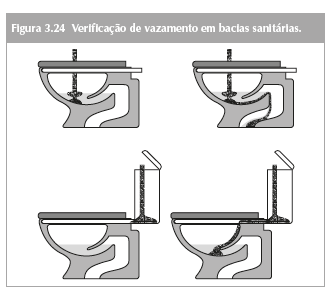 Figura 3.24 Verificação de vazamento em bacias sanitárias.